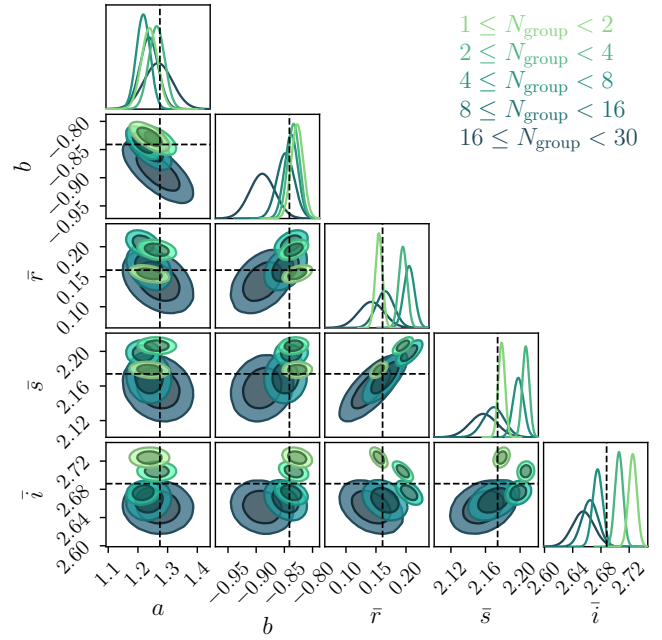 1 ≤ N_group < 2
2 ≤ N_group < 4
4 ≤ N_group < 8
8 ≤ N_group < 16
16 ≤ N_group < 30
−0.80
−0.85
−0.90
−0.95
b
0.20
0.15
0.10
r̄
2.20
2.16
2.12
s̄
2.72
2.68
2.64
2.60
ī
1.1 1.2 1.3 1.4
−0.95 −0.90 −0.85 −0.80
0.10 0.15 0.20
2.12 2.16 2.20
2.60 2.64 2.68 2.72
a b r̄ s̄ ī